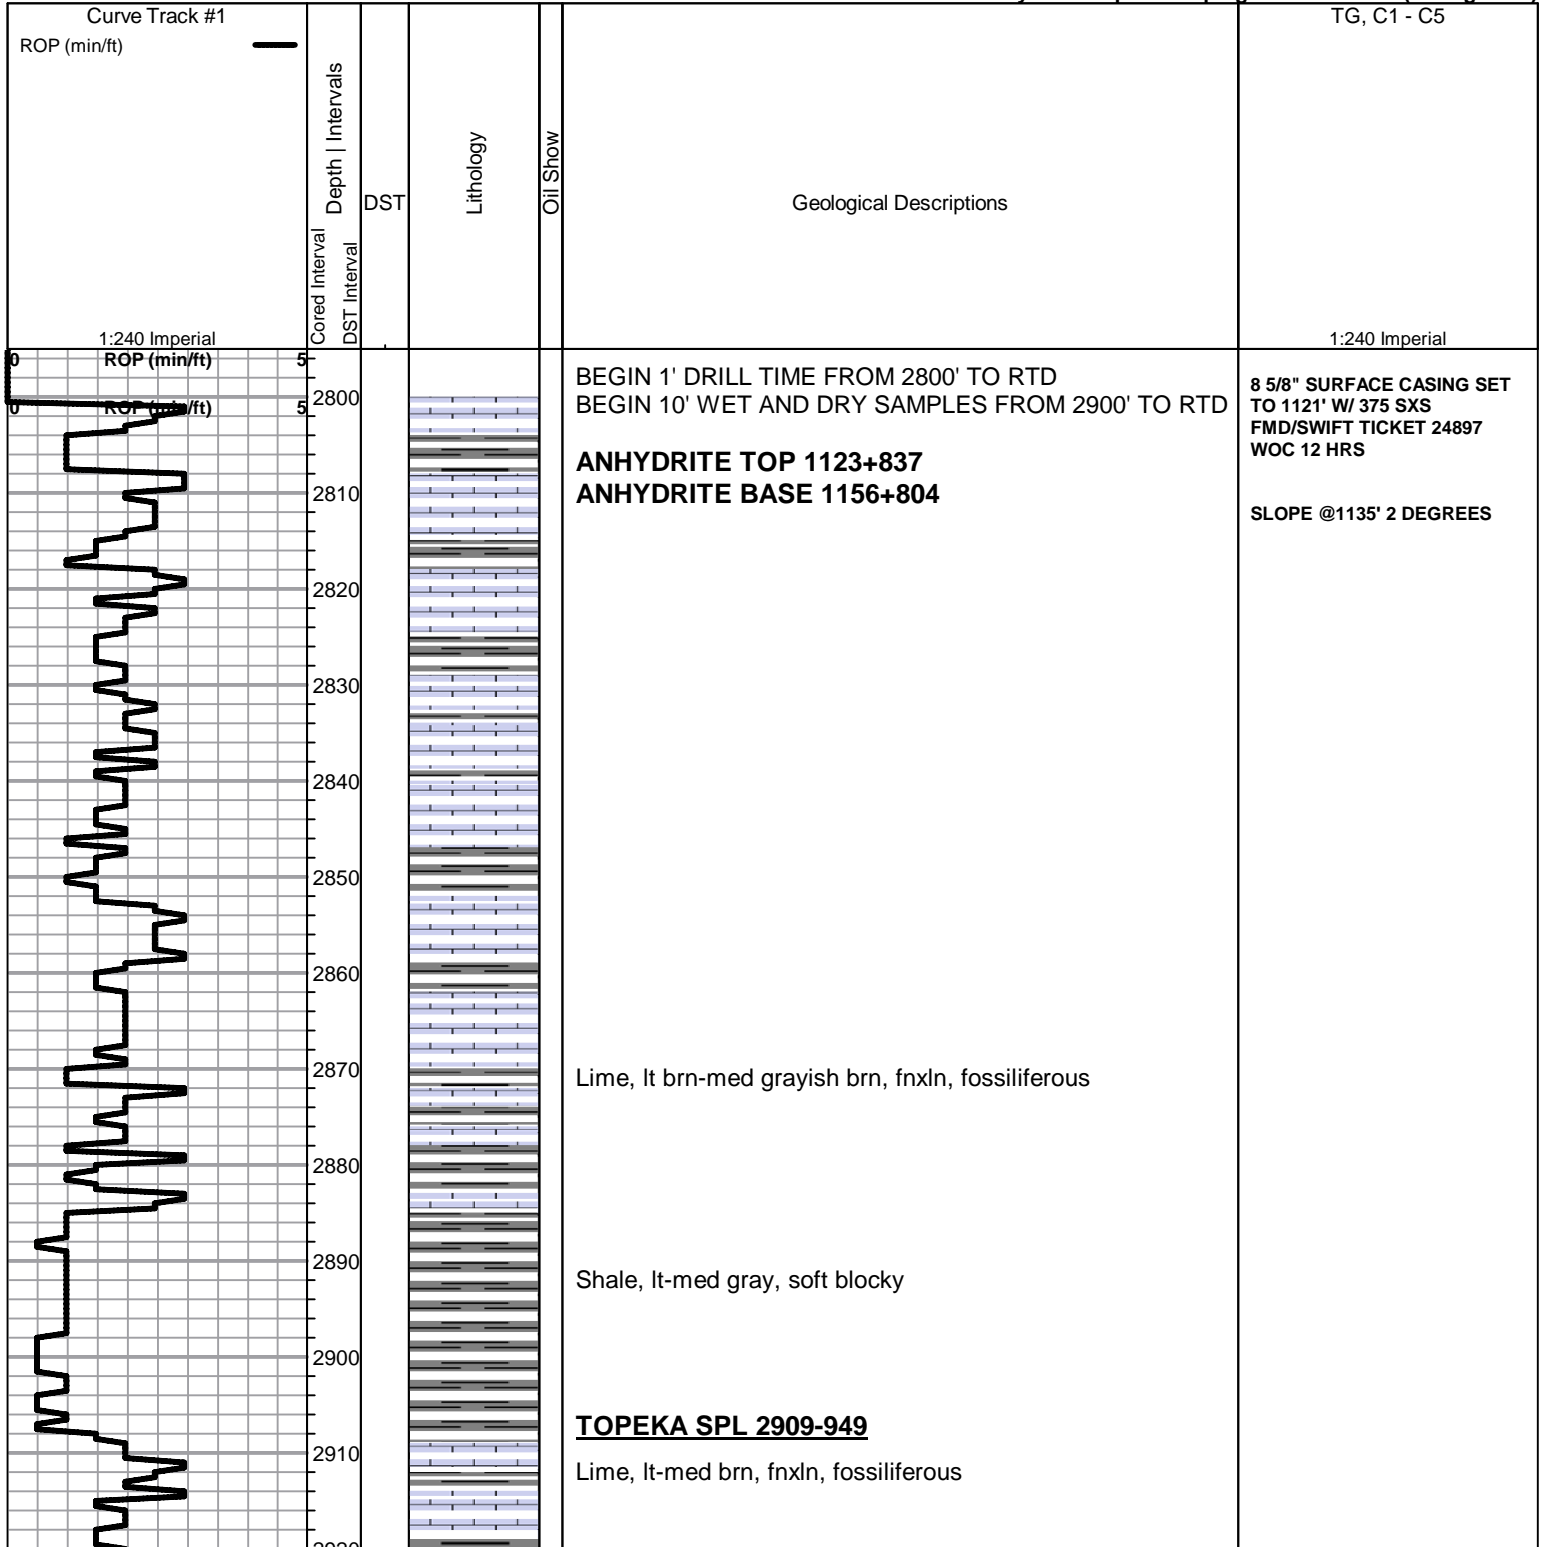 Curve Track #1
ROP (min/ft)
Depth | Intervals
Cored Interval
DST Interval
DST
Lithology
Oil Show
Geological Descriptions
TG, C1 - C5
1:240 Imperial
1:240 Imperial
0 ROP (min/ft) 5
0 ROP (min/ft) 5
2800
2810
2820
2830
2840
2850
2860
2870
2880
2890
2900
2910
BEGIN 1' DRILL TIME FROM 2800' TO RTD
BEGIN 10' WET AND DRY SAMPLES FROM 2900' TO RTD
ANHYDRITE TOP 1123+837
ANHYDRITE BASE 1156+804
Lime, lt brn-med grayish brn, fnxln, fossiliferous
Shale, lt-med gray, soft blocky
TOPEKA SPL 2909-949
Lime, lt-med brn, fnxln, fossiliferous
8 5/8" SURFACE CASING SET
TO 1121' W/ 375 SXS
FMD/SWIFT TICKET 24897
WOC 12 HRS
SLOPE @1135' 2 DEGREES